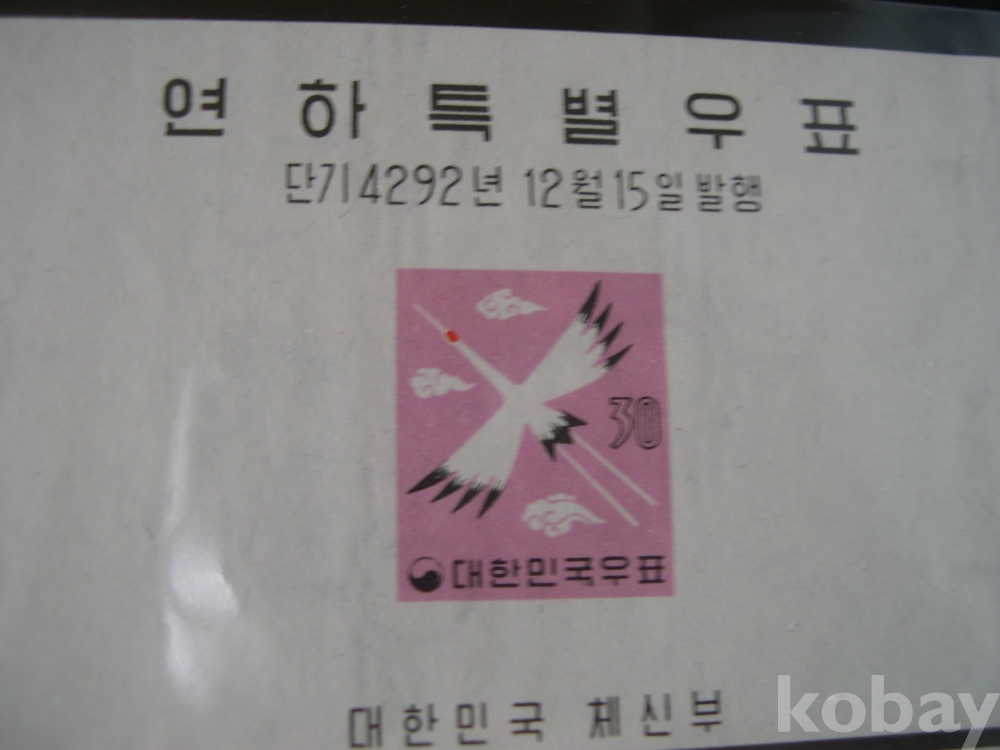 연하특별우표
단기4292년 12월15일발행
30
대한민국우표
대한민국 체신부
kobay